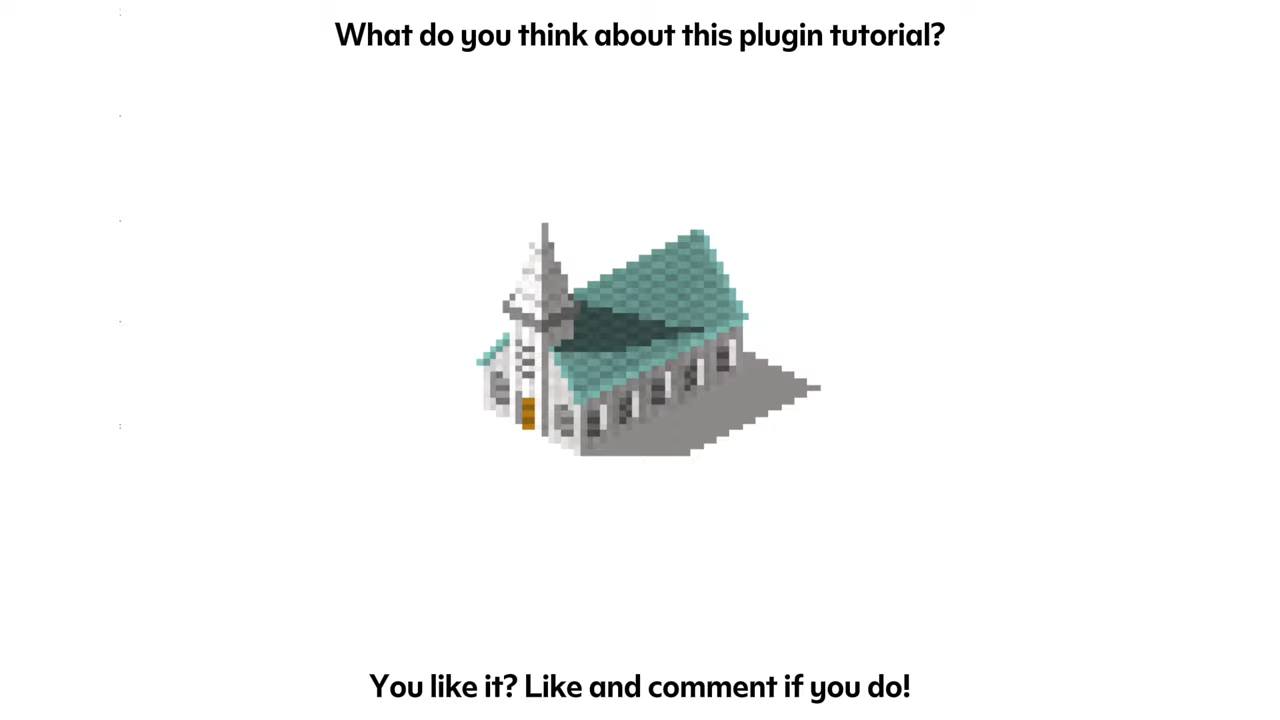 What do you think about this plugin tutorial?
You like it? Like and comment if you do!